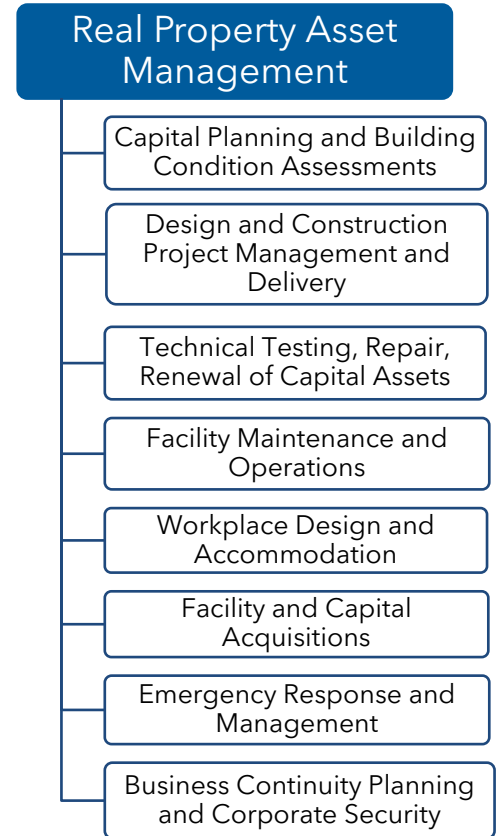 Real Property Asset
Management
Capital Planning and Building
Condition Assessments
Design and Construction
Project Management and
Delivery
Technical Testing, Repair,
Renewal of Capital Assets
Facility Maintenance and
Operations
Workplace Design and
Accommodation
Facility and Capital
Acquisitions
Emergency Response and
Management
Business Continuity Planning
and Corporate Security